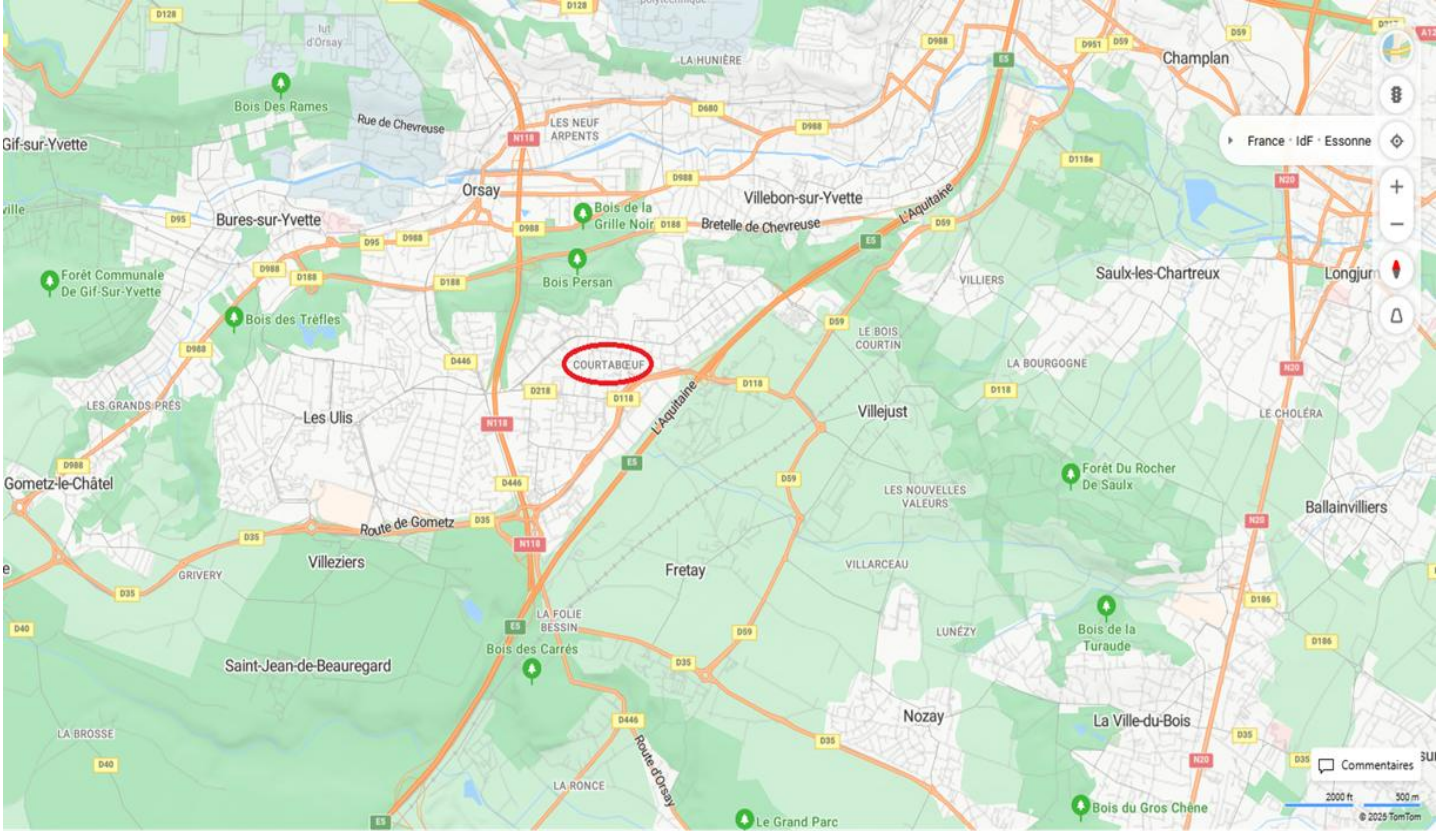 D128
D128
polytechnique
D988
D951
D59
D59
D217
A12
Iut
d'Orsay
LA HUNIÈRE
E5
Champlan
Bois Des Rames
Rue de Chevreuse
N118
LES NEUF
ARPENTS
D680
D988
Gif-sur-Yvette
France · IdF · Essonne
D118e
N20
Orsay
D988
Villebon-sur-Yvette
L'Aquitaine
ville
D95
Bures-sur-Yvette
Bois de la
Grille Noir
D188
Bretelle de Chevreuse
D59
D988
D95
D988
E5
D988
D188
D188
Bois Persan
Forêt Communale
De Gif-Sur-Yvette
VILLIERS
Saulx-les-Chartreux
Longjum
Bois des Trèfles
D59
LE BOIS
COURTIN
D988
D446
COURTABŒUF
LA BOURGOGNE
N20
D218
D118
D118
D118
L'Aquitaine
LES GRANDS PRÉS
Les Ulis
N118
Villejust
LE CHOLÉRA
D988
E5
Forêt Du Rocher
De Saulx
Gometz-le-Châtel
D446
D59
LES NOUVELLES
VALEURS
Ballainvilliers
Route de Gometz
D35
N20
D35
N118
e
GRIVERY
Villeziers
Fretay
VILLARCEAU
D35
D186
LA FOLIE
BESSIN
D40
E5
D59
LUNÉZY
Bois de la
Turaude
D186
Bois des Carrés
Saint-Jean-de-Beauregard
D35
D446
Nozay
La Ville-du-Bois
LA BROSSE
D35
D35
Route d'Orsay
D40
N20
D35
Commentaires
su
LA RONCE
2000 ft
500 m
Bois du Gros Chêne
E5
Le Grand Parc
© 2025 TomTom